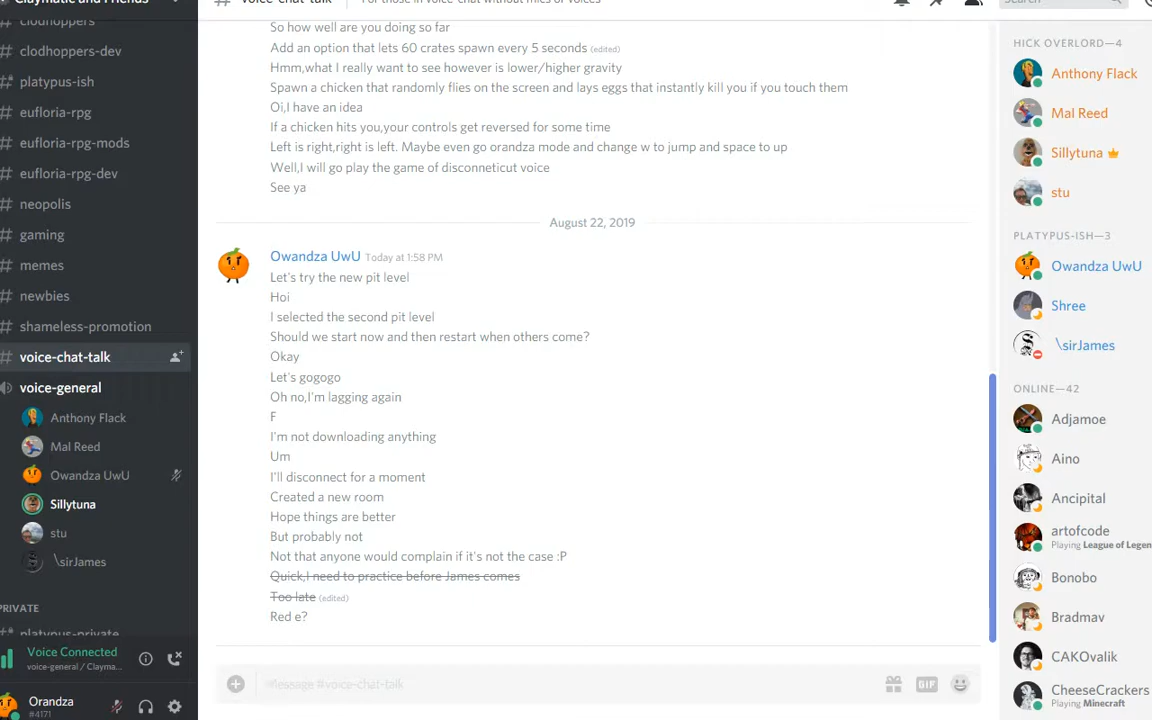 Claymatic and Friends
# clodhoppers
# clodhoppers-dev
# platypus-ish
# eufloria-rpg
# eufloria-rpg-mods
# eufloria-rpg-dev
# neopolis
# gaming
# memes
# newbies
# shameless-promotion
# voice-chat-talk
voice-general
Anthony Flack
Mal Reed
Owandza UwU
Sillytuna
stu
\sirJames
PRIVATE
# platypus-private
Voice Connected
voice-general / Clayma...
Orandza
#4171
# voice-chat-talk
For those in voice-chat without mics or voices
Search
So how well are you doing so far
Add an option that lets 60 crates spawn every 5 seconds (edited)
Hmm,what I really want to see however is lower/higher gravity
Spawn a chicken that randomly flies on the screen and lays eggs that instantly kill you if you touch them
Oi,I have an idea
If a chicken hits you,your controls get reversed for some time
Left is right,right is left. Maybe even go orandza mode and change w to jump and space to up
Well,I will go play the game of disconneticut voice
See ya
August 22, 2019
Owandza UwU Today at 1:58 PM
Let's try the new pit level
Hoi
I selected the second pit level
Should we start now and then restart when others come?
Okay
Let's gogogo
Oh no,I'm lagging again
F
I'm not downloading anything
Um
I'll disconnect for a moment
Created a new room
Hope things are better
But probably not
Not that anyone would complain if it's not the case :P
Quick,I need to practice before James comes
Too late (edited)
Red e?
Message #voice-chat-talk
GIF
HICK OVERLORD—4
Anthony Flack
Mal Reed
Sillytuna
stu
PLATYPUS-ISH—3
Owandza UwU
Shree
\sirJames
ONLINE—42
Adjamoe
Aino
Ancipital
artofcode
Playing League of Legen
Bonobo
Bradmav
CAKOvalik
CheeseCrackers
Playing Minecraft